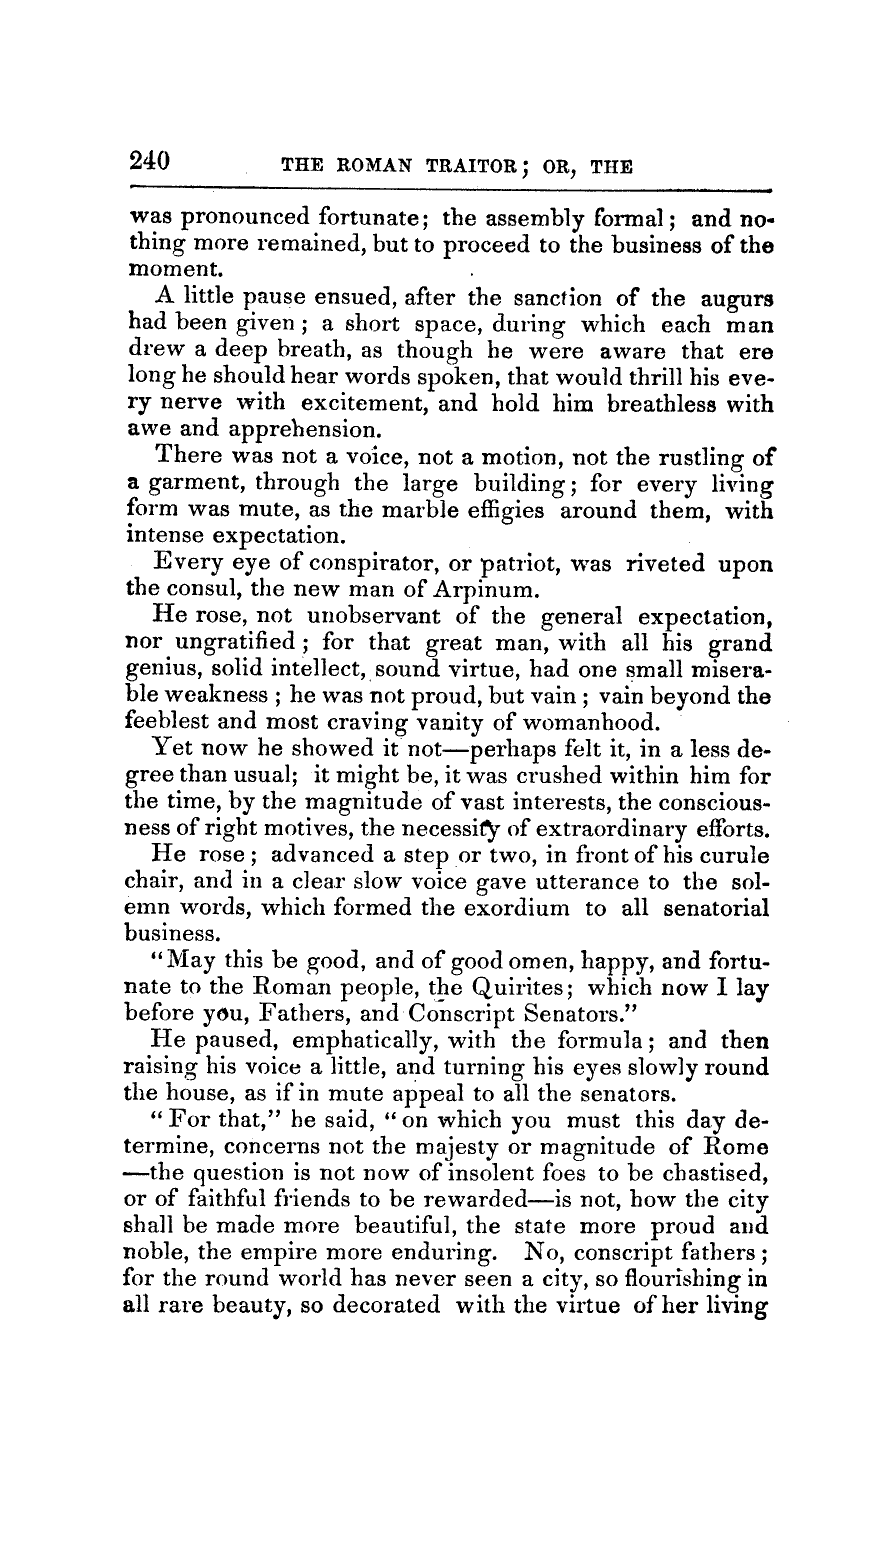 240 THE ROMAN TRAITOR; OR, THE
was pronounced fortunate; the assembly formal; and no-
thing more remained, but to proceed to the business of the
moment.
A little pause ensued, after the sanction of the augurs
had been given; a short space, during which each man
drew a deep breath, as though he were aware that ere
long he should hear words spoken, that would thrill his eve-
ry nerve with excitement, and hold him breathless with
awe and apprehension.
There was not a voice, not a motion, not the rustling of
a garment, through the large building; for every living
form was mute, as the marble effigies around them, with
intense expectation.
Every eye of conspirator, or patriot, was riveted upon
the consul, the new man of Arpinum.
He rose, not unobservant of the general expectation,
nor ungratified; for that great man, with all his grand
genius, solid intellect, sound virtue, had one small misera-
ble weakness; he was not proud, but vain; vain beyond the
feeblest and most craving vanity of womanhood.
Yet now he showed it not—perhaps felt it, in a less de-
gree than usual; it might be, it was crushed within him for
the time, by the magnitude of vast interests, the conscious-
ness of right motives, the necessity of extraordinary efforts.
He rose; advanced a step or two, in front of his curule
chair, and in a clear slow voice gave utterance to the sol-
emn words, which formed the exordium to all senatorial
business.
"May this be good, and of good omen, happy, and fortu-
nate to the Roman people, the Quirites; which now I lay
before you, Fathers, and Conscript Senators."
He paused, emphatically, with the formula; and then
raising his voice a little, and turning his eyes slowly round
the house, as if in mute appeal to all the senators.
"For that," he said, "on which you must this day de-
termine, concerns not the majesty or magnitude of Rome
—the question is not now of insolent foes to be chastised,
or of faithful friends to be rewarded—is not, how the city
shall be made more beautiful, the state more proud and
noble, the empire more enduring. No, conscript fathers;
for the round world has never seen a city, so flourishing in
all rare beauty, so decorated with the virtue of her living